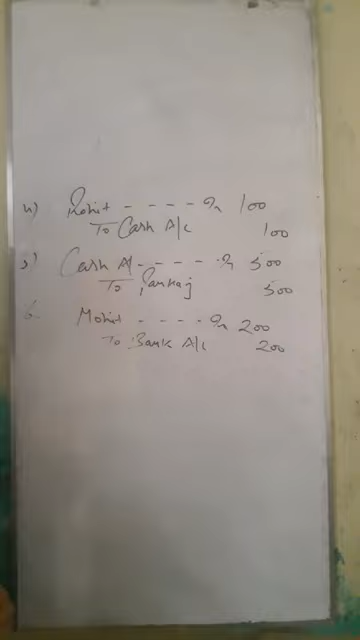 4) Rohit - - - - Dr 100
To Cash A/c 100
5) Cash A/c - - - - Dr 500
To Pankaj 500
6. Mohit - - - - Dr 200
To Bank A/c 200